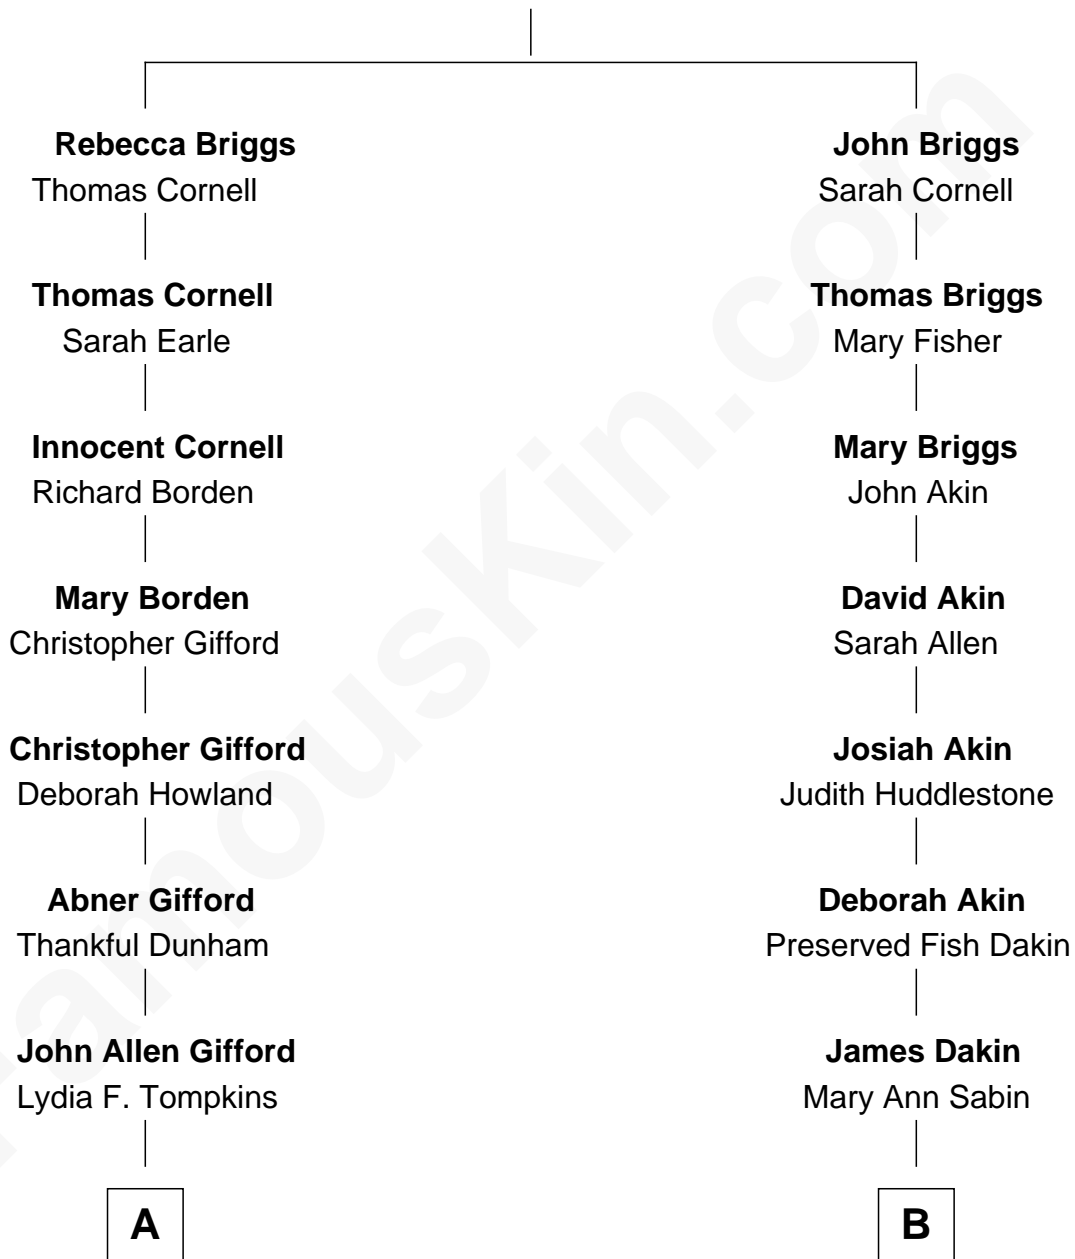 Rebecca Briggs
Thomas Cornell
Thomas Cornell
Sarah Earle
Innocent Cornell
Richard Borden
Mary Borden
Christopher Gifford
Christopher Gifford
Deborah Howland
Abner Gifford
Thankful Dunham
John Allen Gifford
Lydia F. Tompkins
A
John Briggs
Sarah Cornell
Thomas Briggs
Mary Fisher
Mary Briggs
John Akin
David Akin
Sarah Allen
Josiah Akin
Judith Huddlestone
Deborah Akin
Preserved Fish Dakin
James Dakin
Mary Ann Sabin
B
FamousKin.com